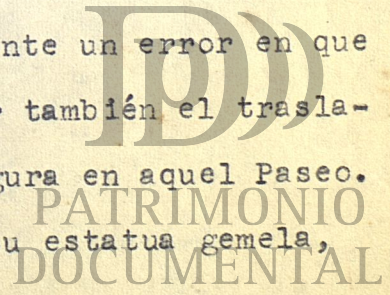 nte un error en que
también el trasla-
gura en aquel Paseo.
u estatua gemela,
PATRIMONIO
DOCUMENTAL